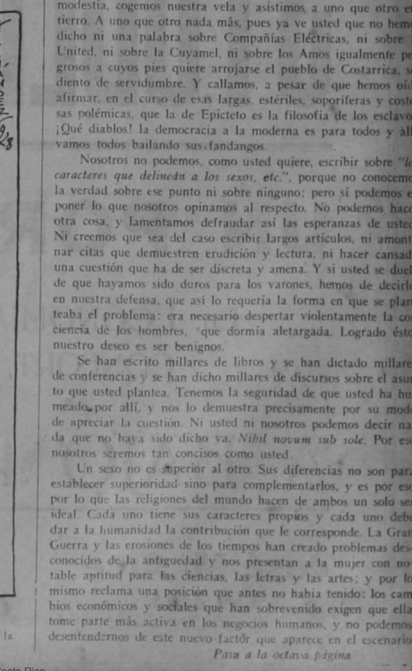 modestia, cogemos nuestra vela y asistimos, a uno que otro en
tierro. A uno que otro nada más, pues ya ve usted que no hem
dicho ni una palabra sobre Compañías Eléctricas, ni sobre
United, ni sobre la Cuyamel, ni sobre los Amos igualmente pe
grosos a cuyos pies quiere arrojarse el pueblo de Costarrica, s
diento de servidumbre. Y callamos, a pesar de que hemos oíd
afirmar, en el curso de esas largas, estériles, soporíferas y costo
sas polémicas, que la de Epicteto es la filosofía de los esclavo
¡Qué diablos! la democracia a la moderna es para todos y all
vamos todos bailando sus fandangos.
Nosotros no podemos, como usted quiere, escribir sobre "l
caracteres que delinean a los sexos, etc.", porque no conocemo
la verdad sobre ese punto ni sobre ninguno; pero sí podemos e
poner lo que nosotros opinamos al respecto. No podemos hace
otra cosa, y lamentamos defraudar así las esperanzas de usted
Ni creemos que sea del caso escribir largos artículos, ni amont
nar citas que demuestren erudición y lectura, ni hacer cansad
una cuestión que ha de ser discreta y amena. Y si usted se duel
de que hayamos sido duros para los varones, hemos de decirl
en nuestra defensa, que así lo requería la forma en que se plan
teaba el problema: era necesario despertar violentamente la co
ciencia de los hombres, que dormía aletargada. Logrado ésto
nuestro deseo es ser benignos.
Se han escrito millares de libros y se han dictado millare
de conferencias y se han dicho millares de discursos sobre el asu
to que usted plantea. Tenemos la seguridad de que usted ha hu
meado por allí, y nos lo demuestra precisamente por su mod
de apreciar la cuestión. Ni usted ni nosotros podemos decir na
da que no haya sido dicho ya. Nihil novum sub sole. Por es
nosotros seremos tan concisos como usted.
Un sexo no es superior al otro. Sus diferencias no son par
establecer superioridad sino para complementarlos, y es por es
por lo que las religiones del mundo hacen de ambos un solo se
ideal. Cada uno tiene sus caracteres propios y cada uno debe
dar a la humanidad la contribución que le corresponde. La Gran
Guerra y las erosiones de los tiempos han creado problemas des
conocidos de la antigüedad y nos presentan a la mujer con no
table aptitud para las ciencias, las letras y las artes; y por lo
mismo reclama una posición que antes no había tenido: los cam
bios económicos y sociales que han sobrevenido exigen que ella
tome parte más activa en los negocios humanos, y no podemos
desentendernos de este nuevo factor que aparece en el escenario
Pasa a la octava página
la